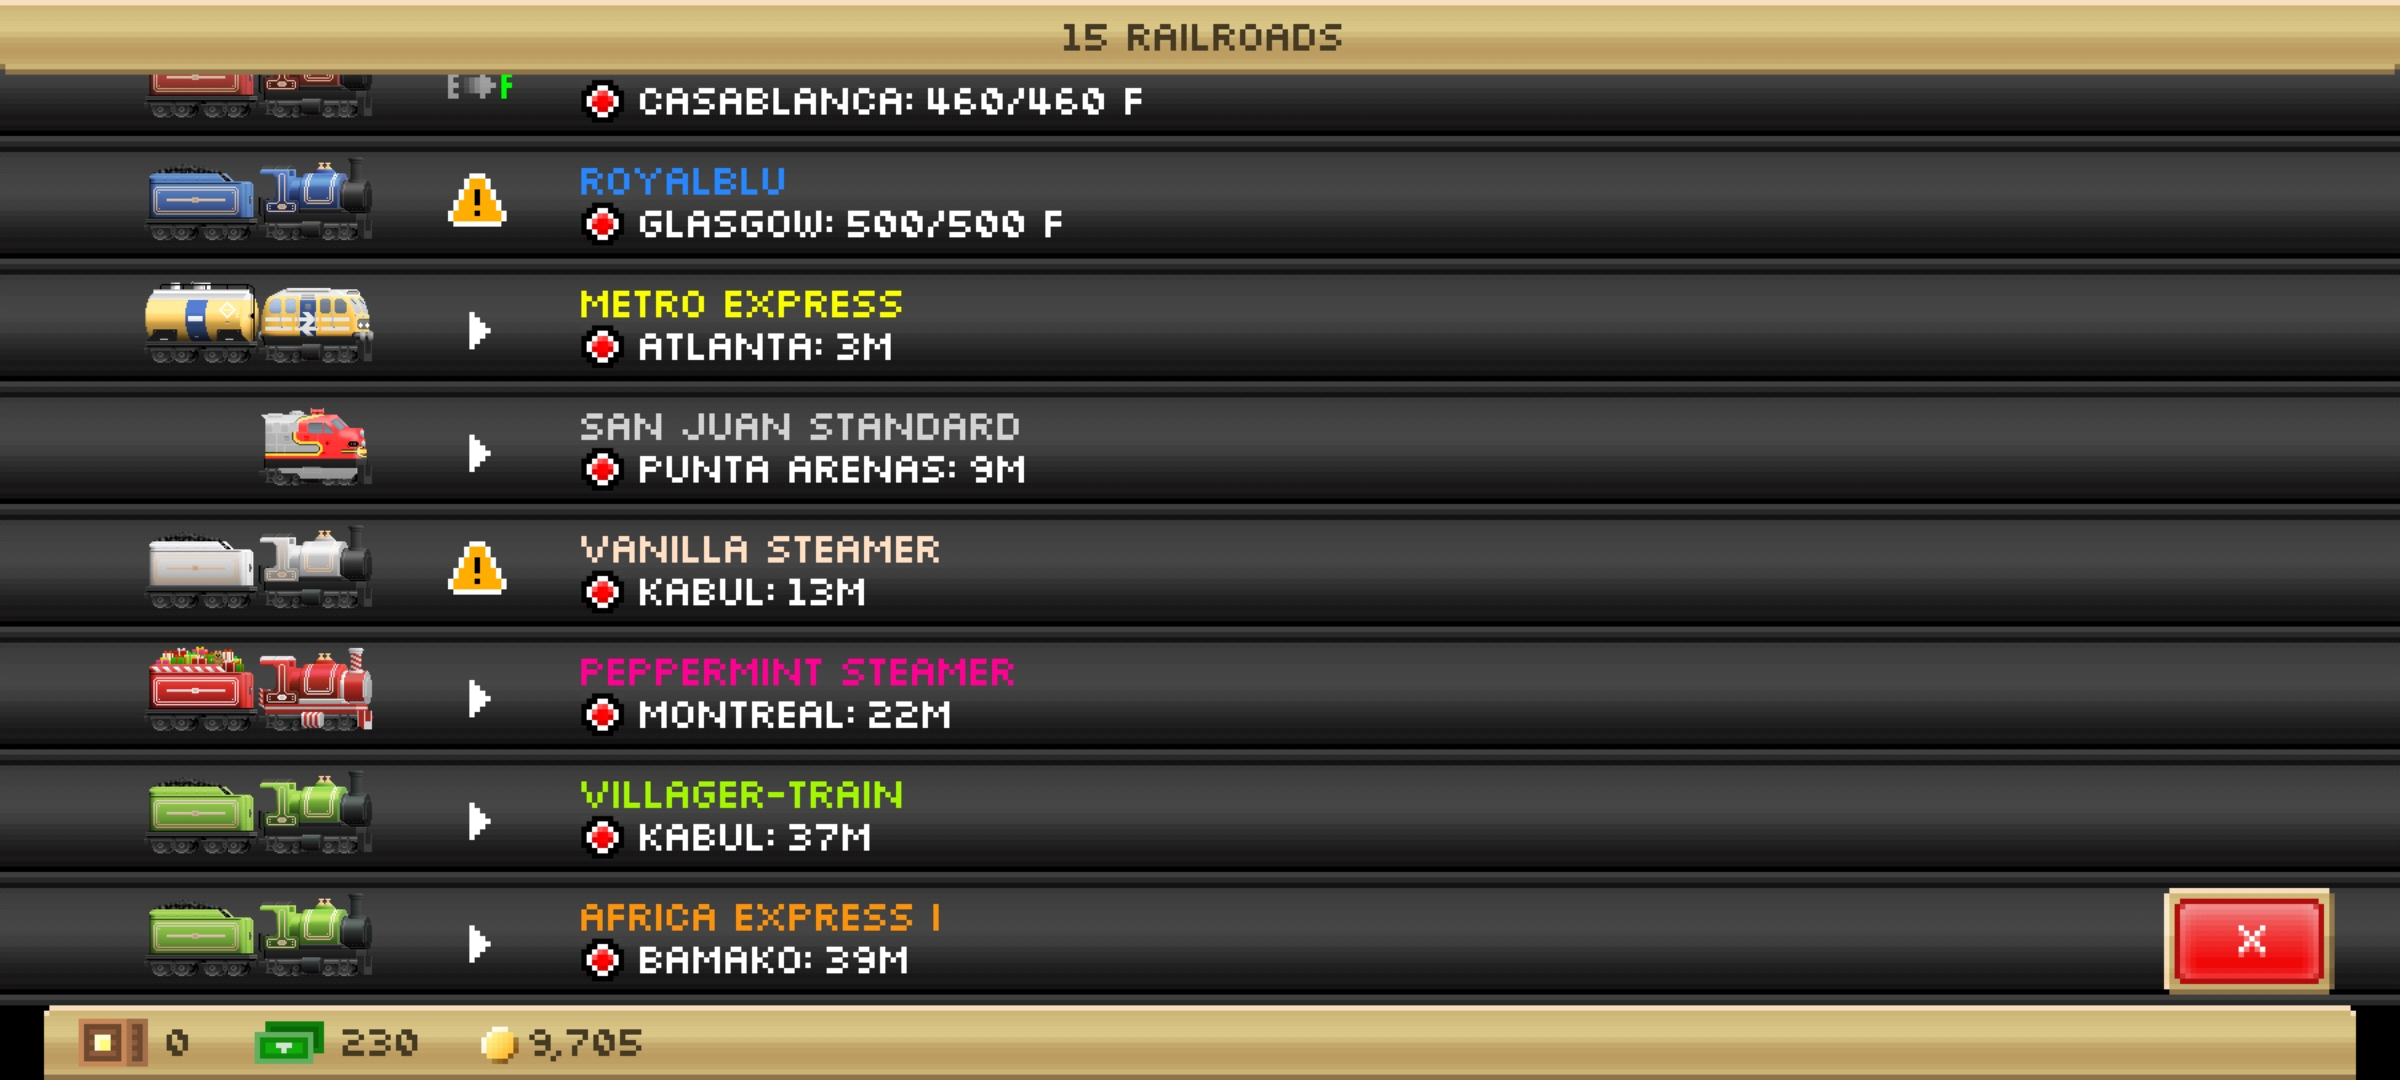 15 RAILROADS
E F
CASABLANCA: 460/460 F
ROYALBLU
GLASGOW: 500/500 F
METRO EXPRESS
ATLANTA: 3M
SAN JUAN STANDARD
PUNTA ARENAS: 9M
VANILLA STEAMER
KABUL: 13M
PEPPERMINT STEAMER
MONTREAL: 22M
VILLAGER-TRAIN
KABUL: 37M
AFRICA EXPRESS I
BAMAKO: 39M
X
0 230 9,705